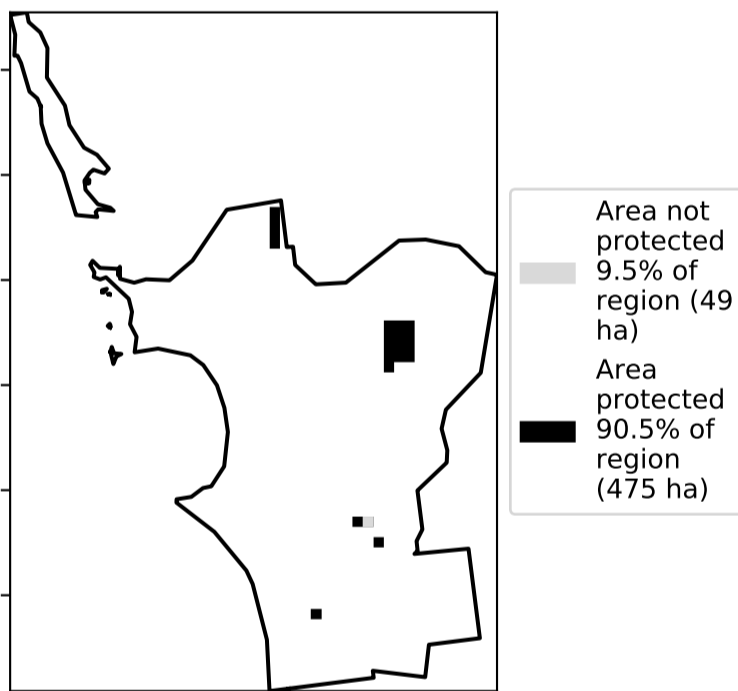 Area not
protected
9.5% of
region (49
ha)
Area
protected
90.5% of
region
(475 ha)